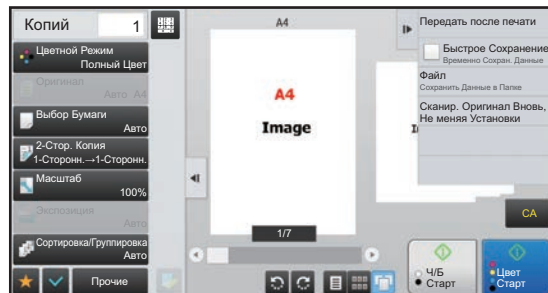 Копий
1
Цветной Режим
Полный Цвет
Оригинал
Авто A4
Выбор Бумаги
Авто
2-Стор. Копия
1-Сторонн.→1-Сторонн.
Масштаб
100%
Экспозиция
Авто
Сортировка/Группировка
Авто
Прочие
A4
A4
Image
1/7
Передать после печати
Быстрое Сохранение
Временно Сохран. Данные
Файл
Сохранить Данные в Папке
Сканир. Оригинал Вновь,
Не меняя Установки
CA
Ч/Б
Старт
Цвет
Старт